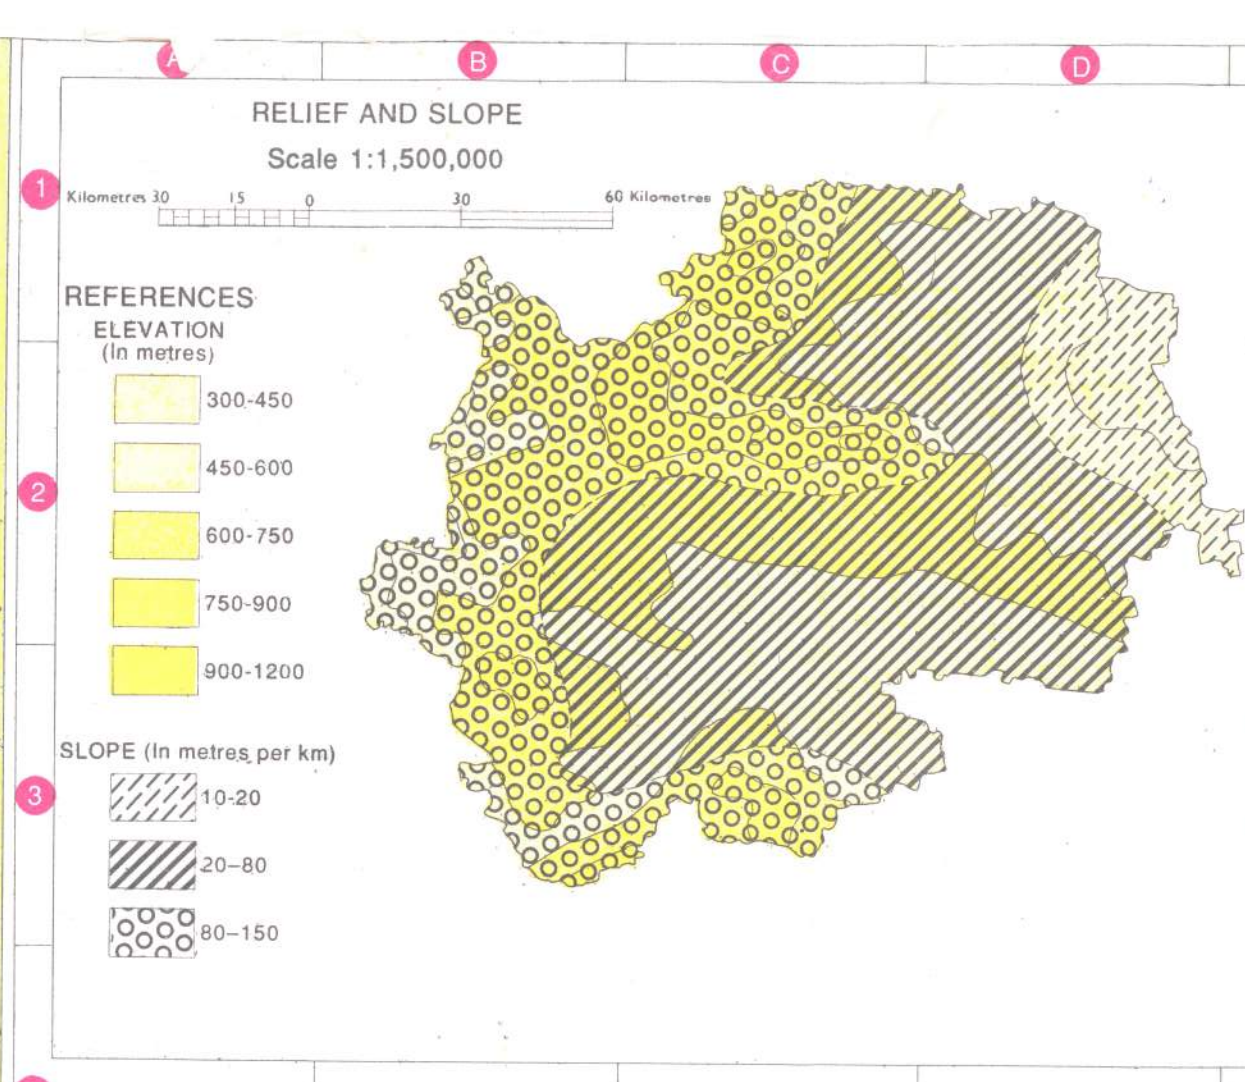 A B C D
RELIEF AND SLOPE
Scale 1:1,500,000
1
Kilometres 30 15 0 30 60 Kilometres
REFERENCES
ELEVATION
(In metres)
300-450
450-600
2
600-750
750-900
900-1200
SLOPE (In metres per km)
3
10-20
20–80
80–150